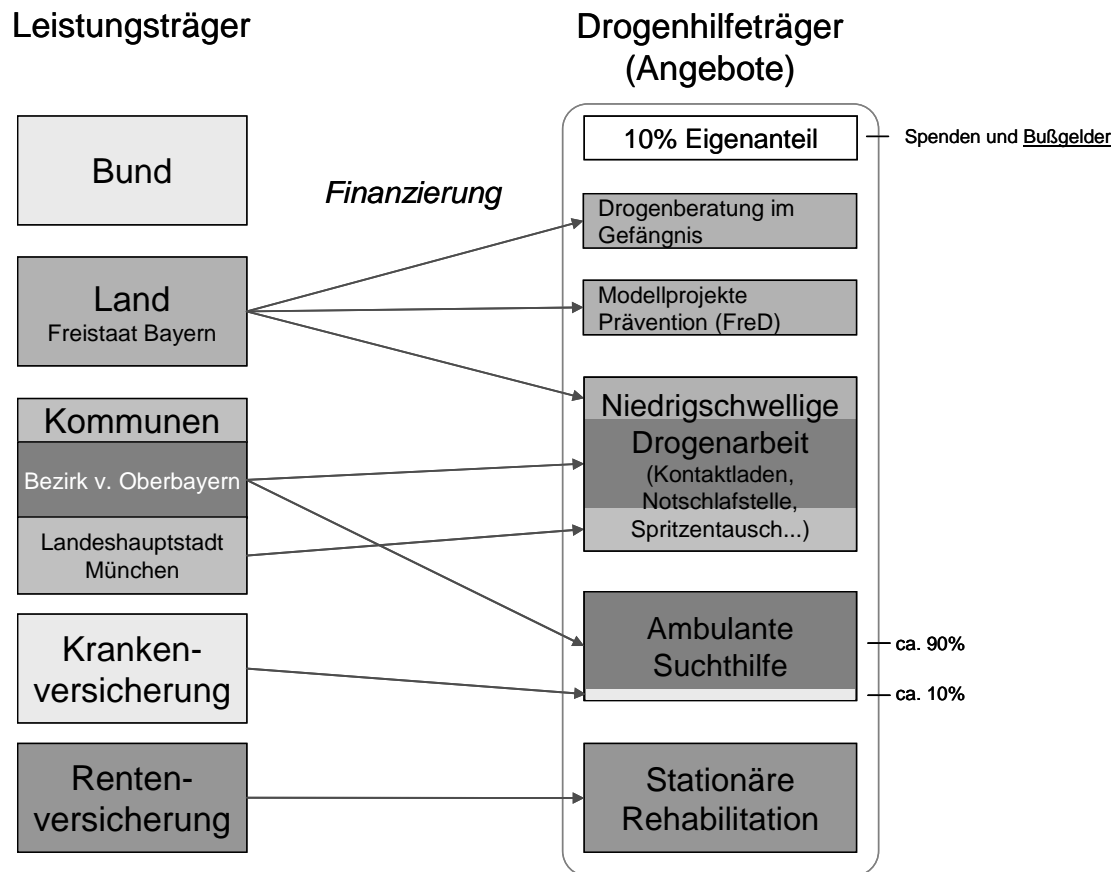 Leistungsträger
Drogenhilfeträger
(Angebote)
Bund
Finanzierung
10% Eigenanteil
Spenden und Bußgelder
Drogenberatung im
Gefängnis
Land
Freistaat Bayern
Modellprojekte
Prävention (FreD)
Kommunen
Bezirk v. Oberbayern
Landeshauptstadt
München
Niedrigschwellige
Drogenarbeit
(Kontaktladen,
Notschlafstelle,
Spritzentausch...)
Kranken-
versicherung
Ambulante
Suchthilfe
ca. 90%
ca. 10%
Renten-
versicherung
Stationäre
Rehabilitation